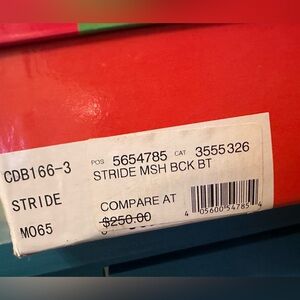 CDB166-3
STRIDE
MO65
POS 5654785 CAT 3555326
STRIDE MSH BCK BT
COMPARE AT
$250.00
4 05600 54785 4